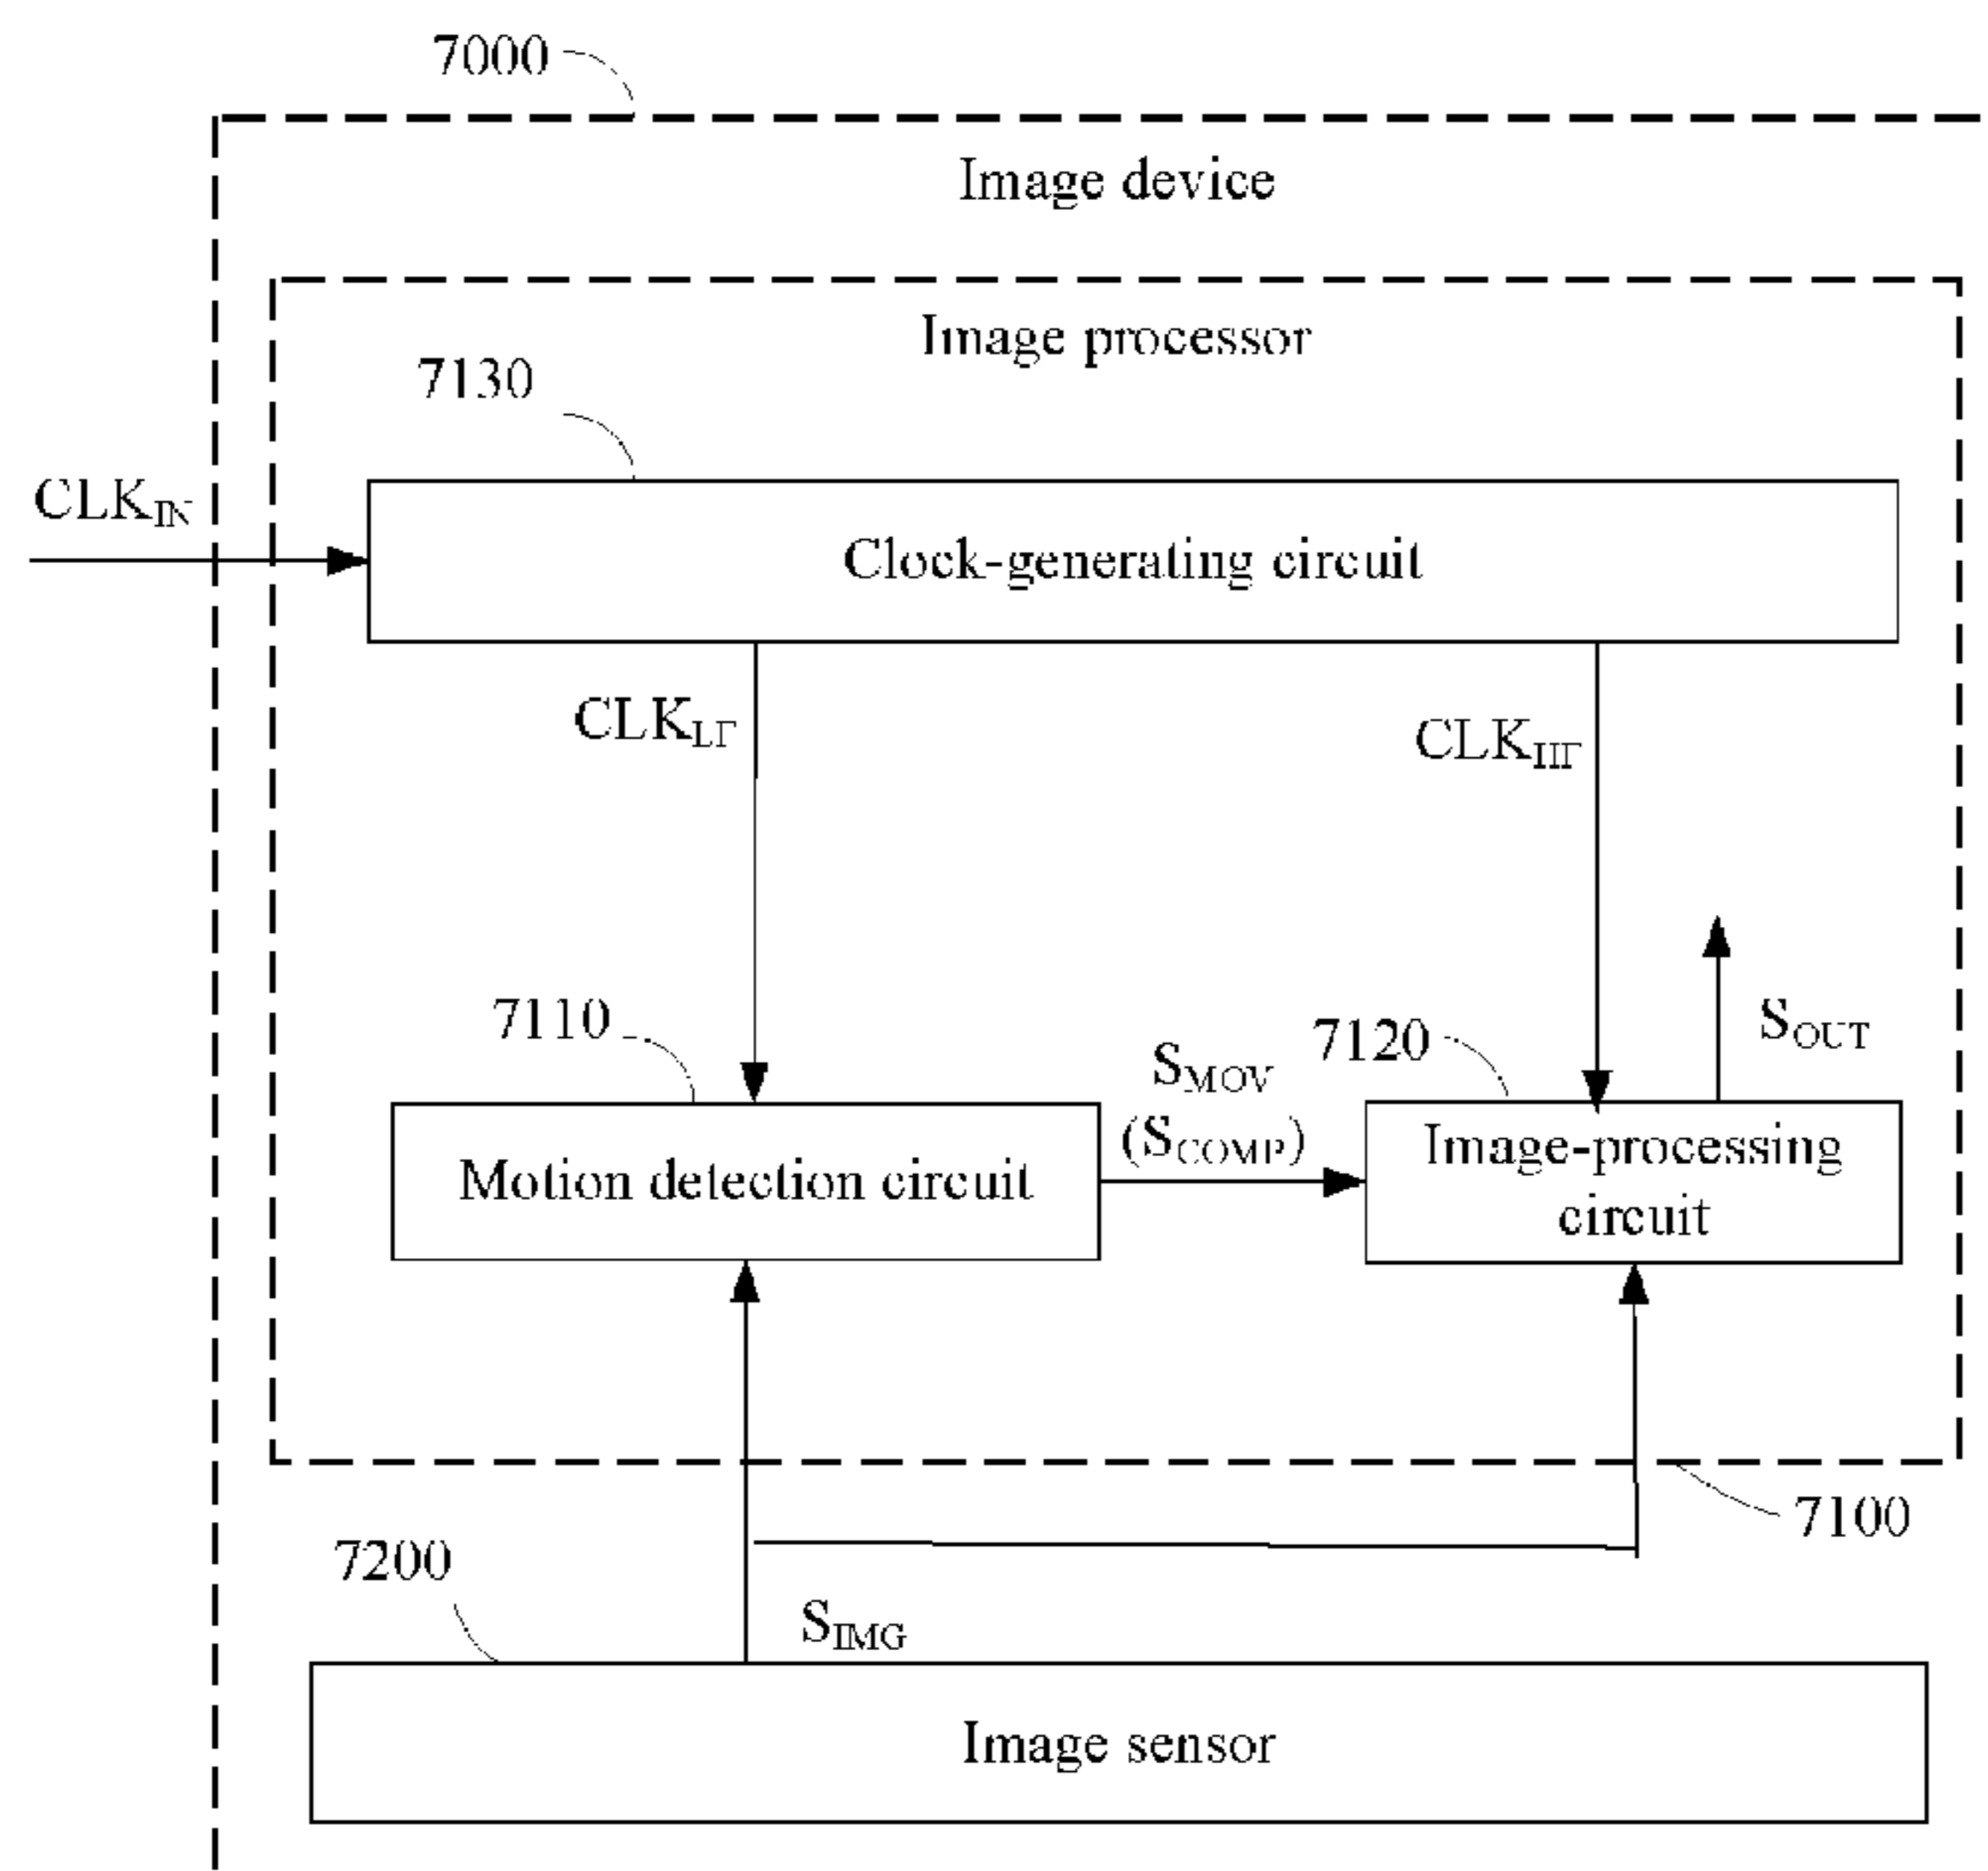 7000
Image device
Image processor
7130
CLK_IN
Clock-generating circuit
CLK_LF
CLK_HF
7110
S_MOV
(S_COMP)
7120
S_OUT
Motion detection circuit
Image-processing
circuit
7100
7200
S_IMG
Image sensor